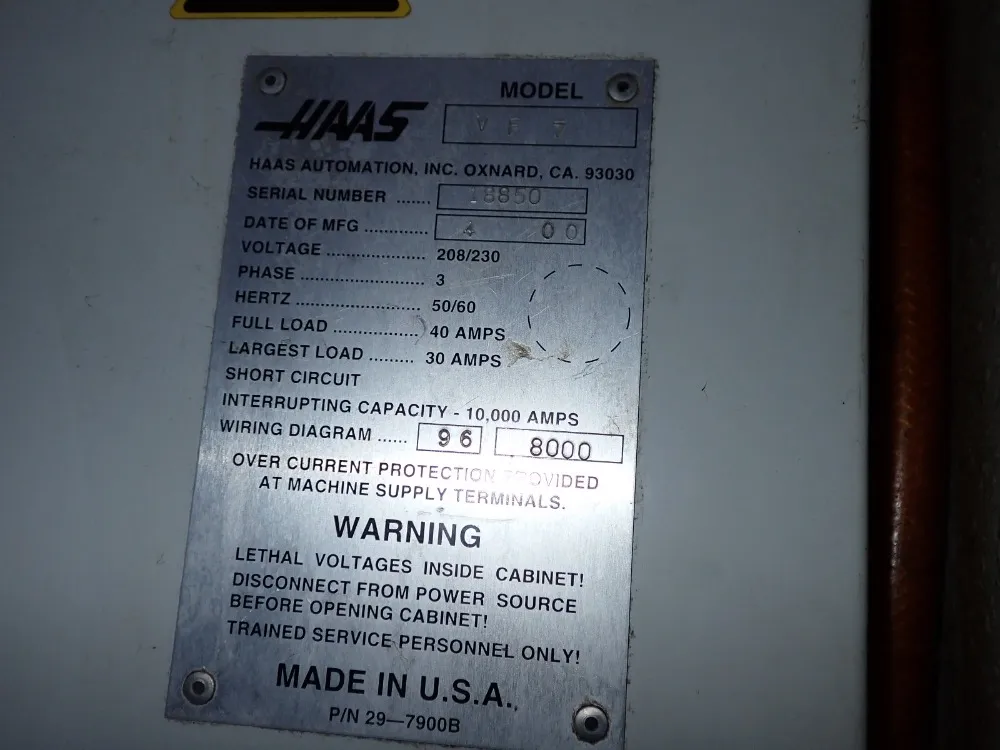 MODEL
HAAS VF 7
HAAS AUTOMATION, INC. OXNARD, CA. 93030
SERIAL NUMBER ....... 18850
DATE OF MFG ............. 4 00
VOLTAGE .................... 208/230
PHASE ......................... 3
HERTZ ......................... 50/60
FULL LOAD ................. 40 AMPS
LARGEST LOAD ......... 30 AMPS
SHORT CIRCUIT
INTERRUPTING CAPACITY - 10,000 AMPS
WIRING DIAGRAM ...... 96 8000
OVER CURRENT PROTECTION PROVIDED
AT MACHINE SUPPLY TERMINALS.
WARNING
LETHAL VOLTAGES INSIDE CABINET!
DISCONNECT FROM POWER SOURCE
BEFORE OPENING CABINET!
TRAINED SERVICE PERSONNEL ONLY!
MADE IN U.S.A.
P/N 29—7900B